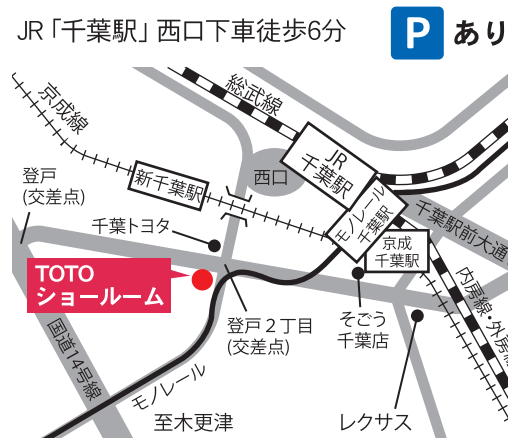 JR「千葉駅」西口下車徒歩6分
P あり
京成線
総武線
JR
千葉駅
西口
新千葉駅
モノレール
千葉駅
登戸
(交差点)
千葉トヨタ
京成
千葉駅
千葉駅前大通
TOTO
ショールーム
登戸2丁目
(交差点)
そごう
千葉店
内房線・外房線
国道14号線
モノレール
至木更津
レクサス